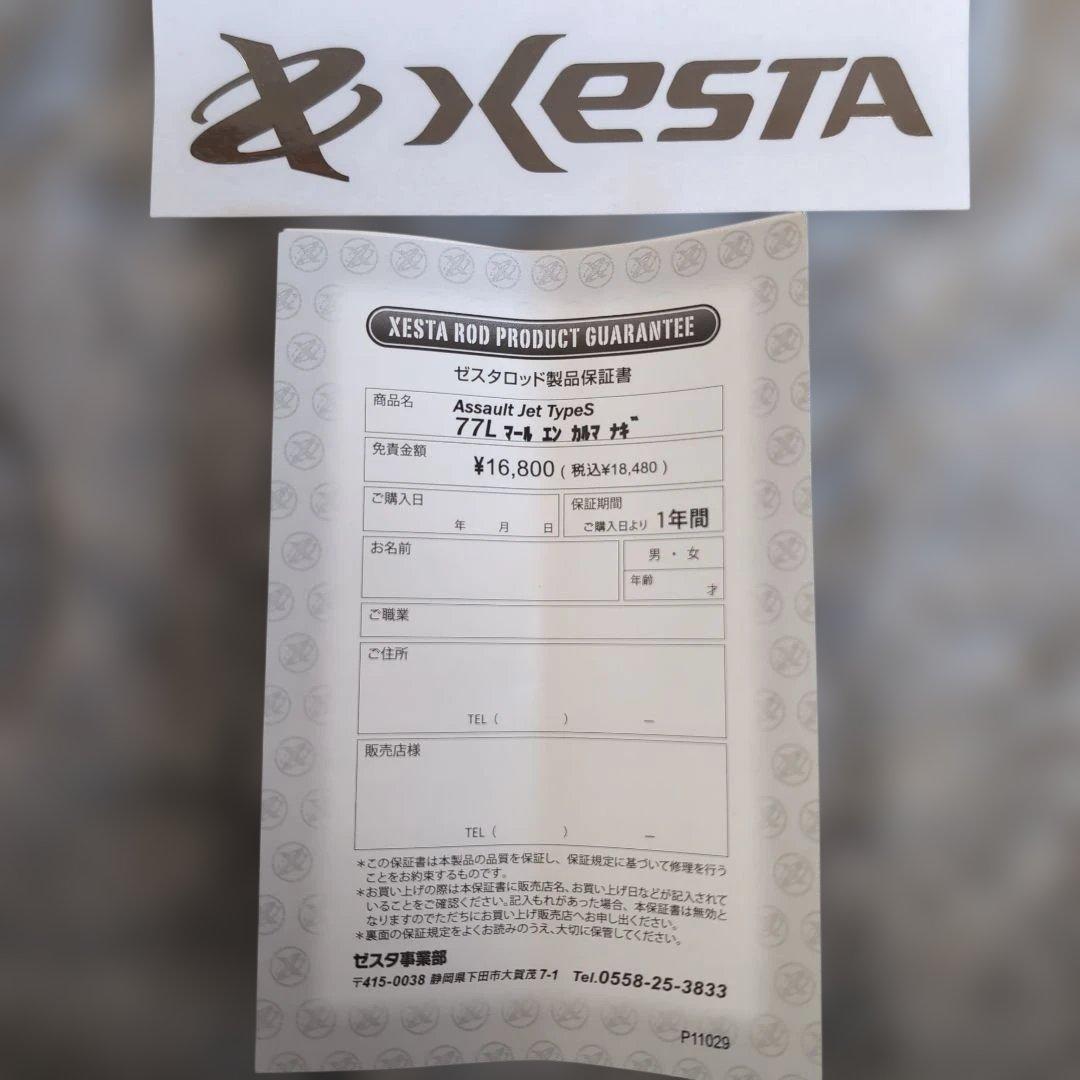 XESTA
XESTA ROD PRODUCT GUARANTEE
ゼスタロッド製品保証書
商品名
Assault Jet TypeS
77L マール エン カルマ ナギ
免責金額
¥16,800 ( 税込¥18,480 )
ご購入日
年 月 日
保証期間
ご購入日より 1年間
お名前
男 ・ 女
年齢
才
ご職業
ご住所
TEL ( ) ―
販売店様
TEL ( ) ―
*この保証書は本製品の品質を保証し、保証規定に基づいて修理を行う
ことをお約束するものです。
*お買い上げの際は本保証書に販売店名、お買い上げ日などが記入されて
いることをご確認ください。記入もれがあった場合、本保証書は無効と
なりますのでただちにお買い上げ販売店へお申し出ください。
*裏面の保証規定をよくお読みのうえ、大切に保管してください。
ゼスタ事業部
〒415-0038 静岡県下田市大賀茂7-1 Tel.0558-25-3833
P11029